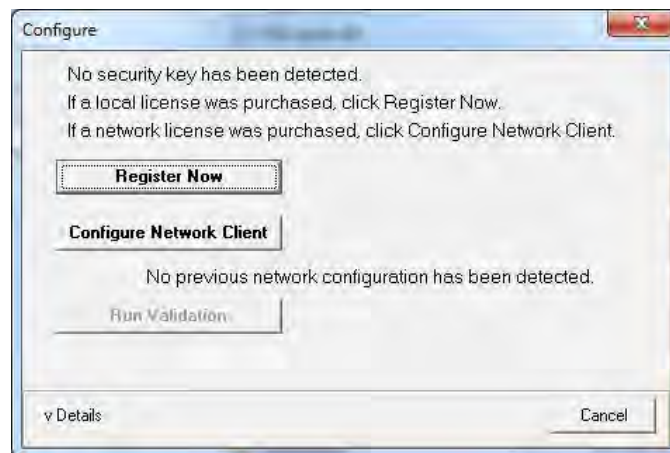 Configure
No security key has been detected.
If a local license was purchased, click Register Now.
If a network license was purchased, click Configure Network Client.
Register Now
Configure Network Client
No previous network configuration has been detected.
Run Validation
v Details
Cancel